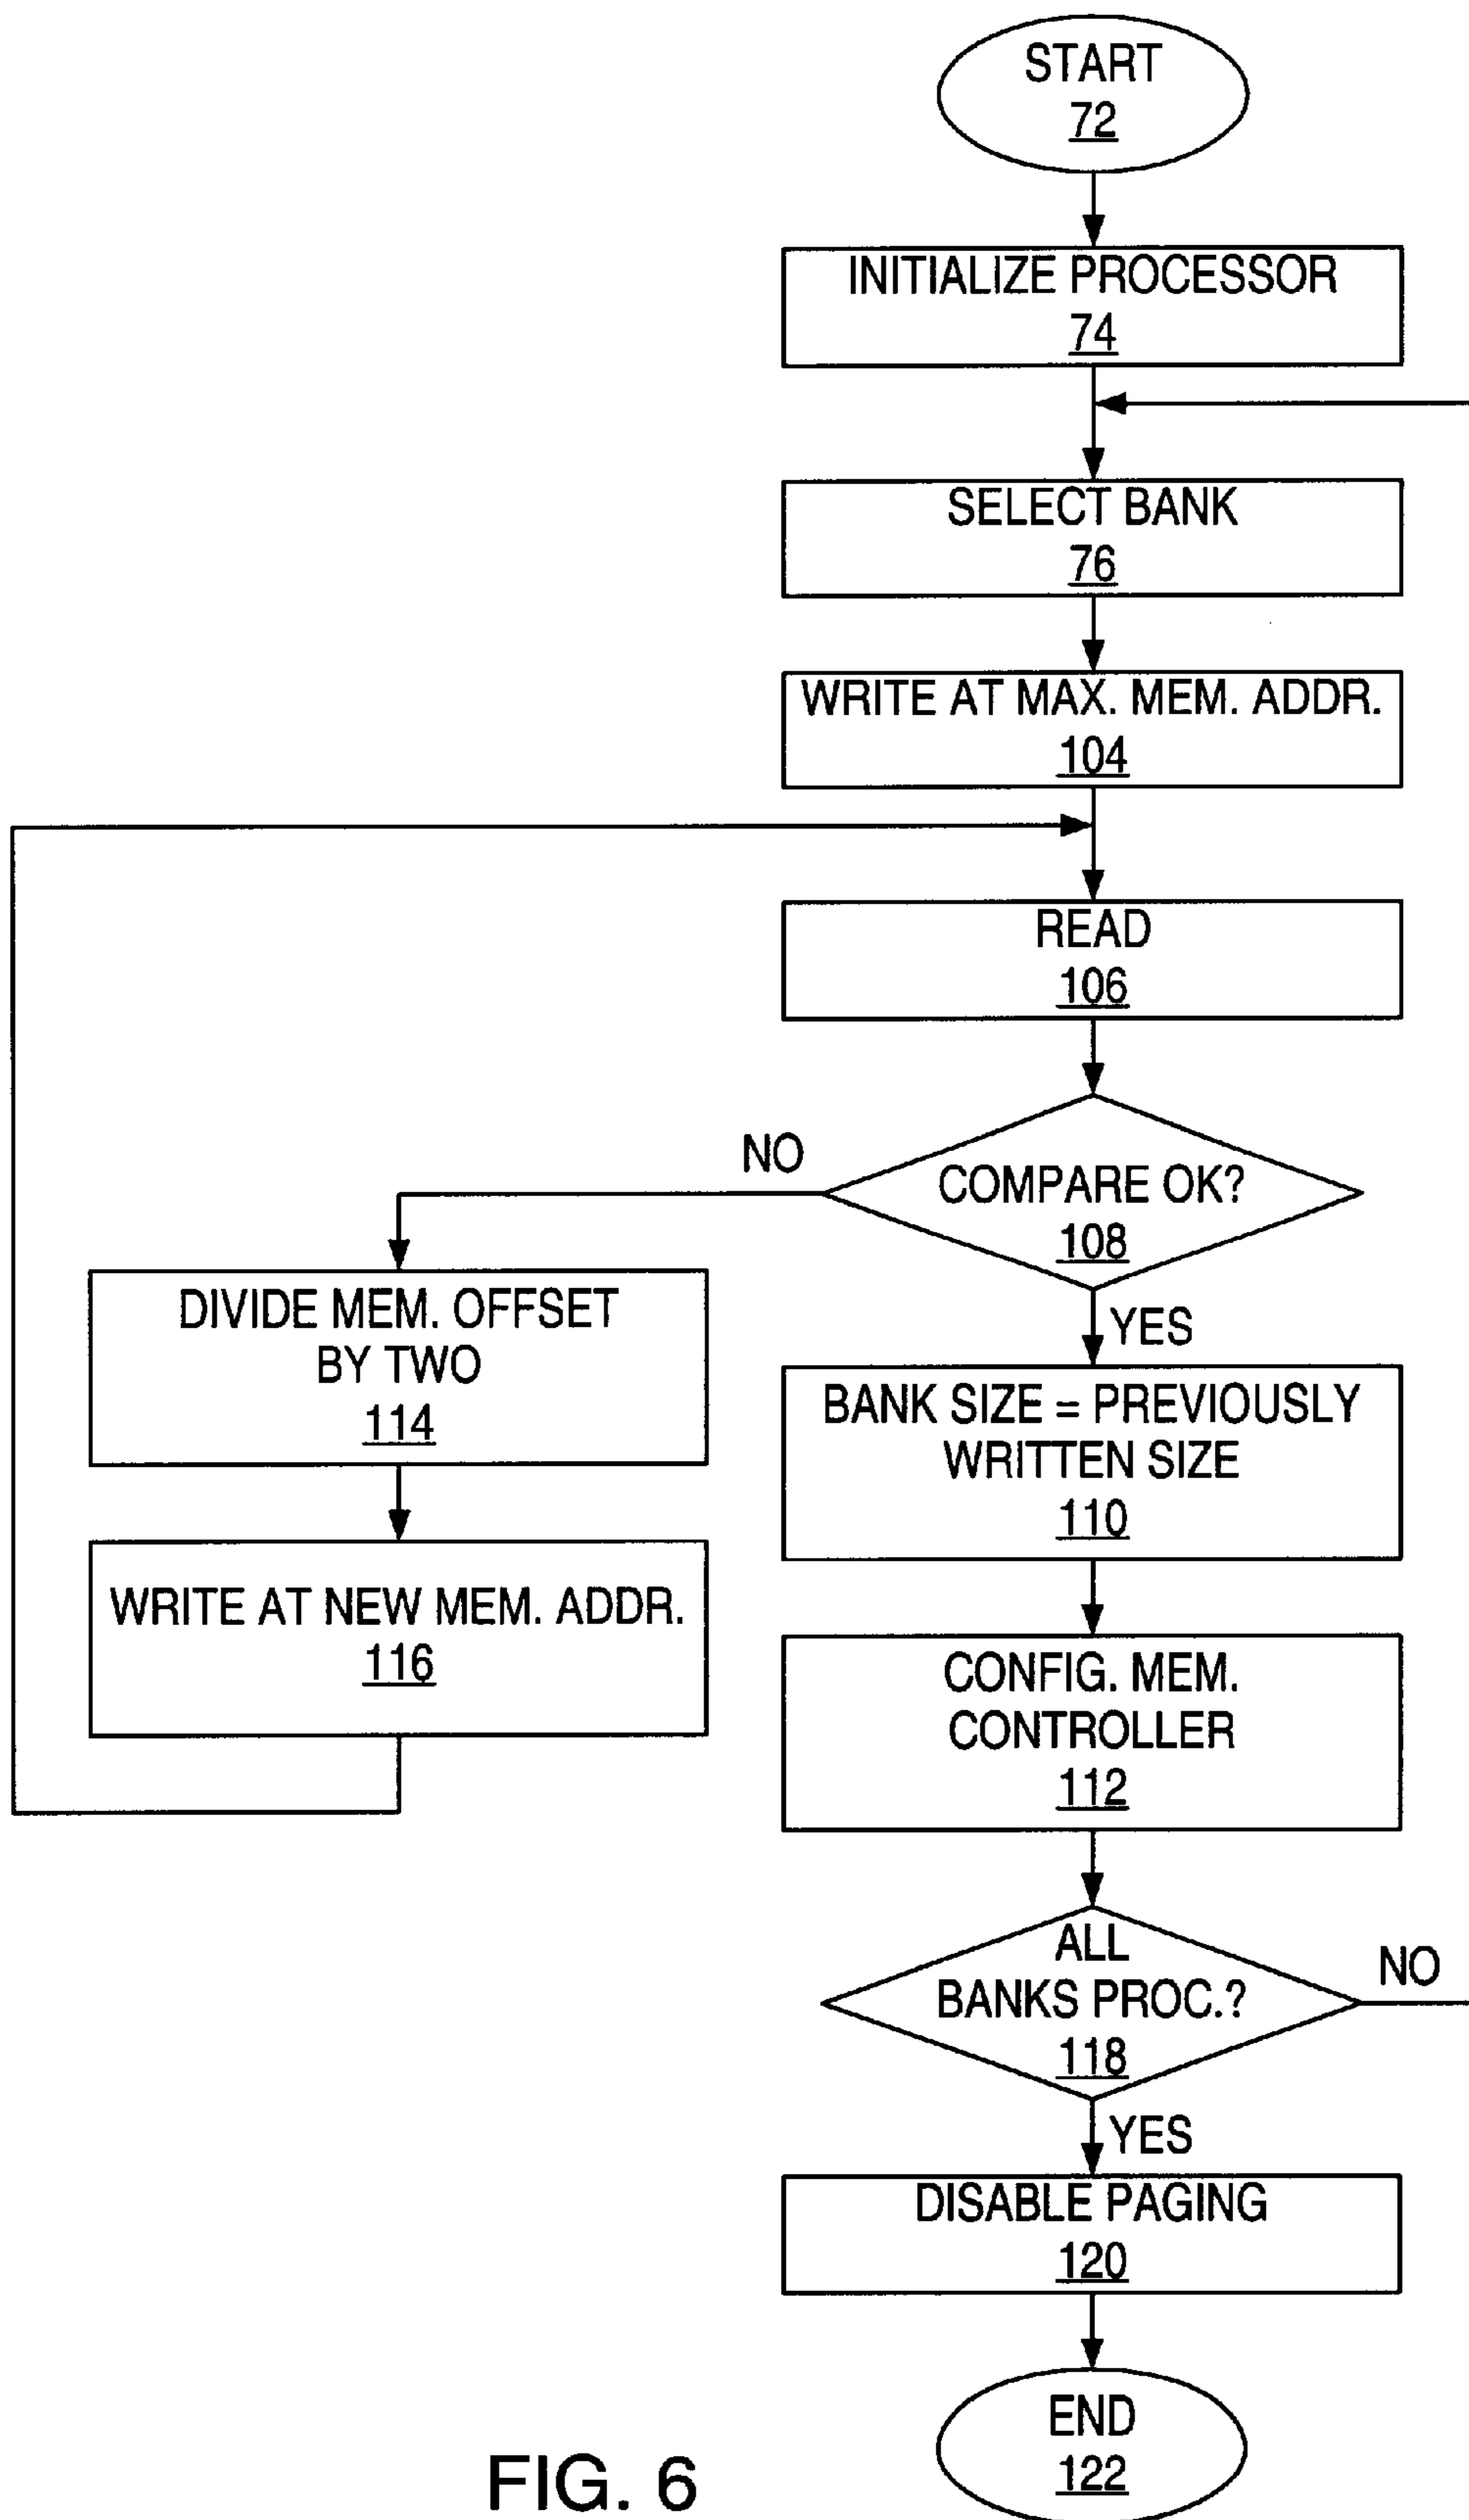 START
72
INITIALIZE PROCESSOR
74
SELECT BANK
76
WRITE AT MAX. MEM. ADDR.
104
READ
106
COMPARE OK?
108
NO
YES
DIVIDE MEM. OFFSET
BY TWO
114
WRITE AT NEW MEM. ADDR.
116
BANK SIZE = PREVIOUSLY
WRITTEN SIZE
110
CONFIG. MEM.
CONTROLLER
112
ALL
BANKS PROC.?
118
NO
YES
DISABLE PAGING
120
END
122
FIG. 6